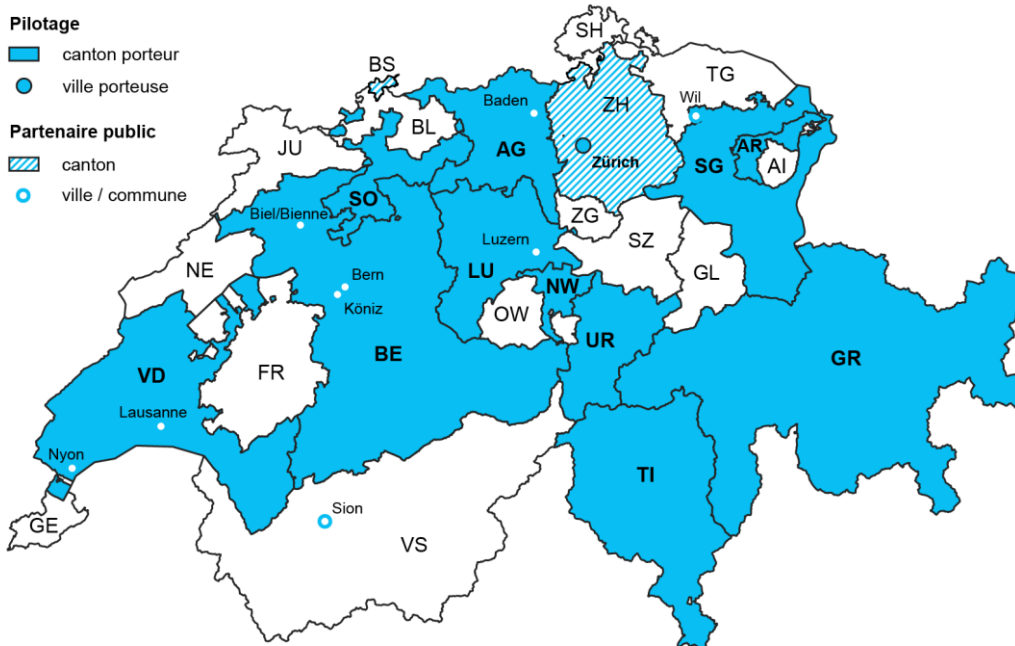 Pilotage
canton porteur
ville porteuse
Partenaire public
canton
ville / commune
SH
BS
TG
Baden
ZH
Wil
BL
JU
AG
AR
Zürich
SG
AI
SO
ZG
Biel/Bienne
SZ
Luzern
NE
LU
GL
Bern
NW
Köniz
OW
UR
BE
GR
VD
FR
Lausanne
Nyon
TI
Sion
GE
VS